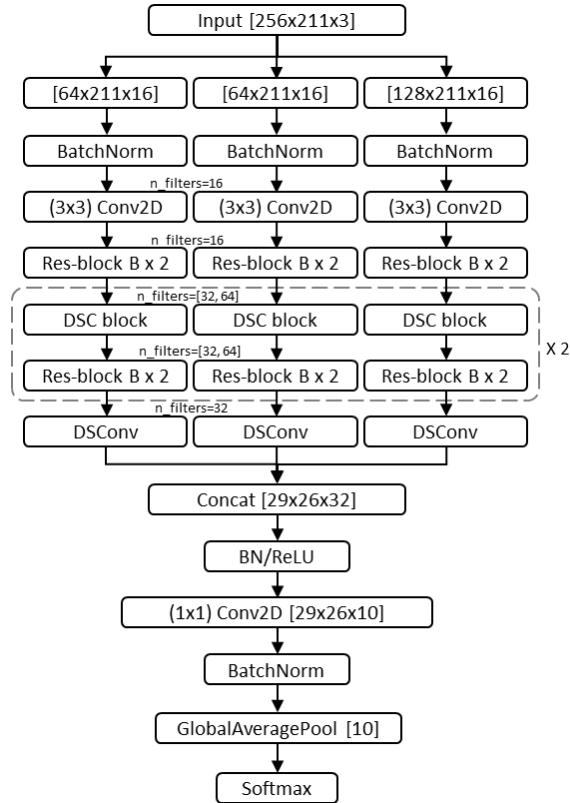 Input [256x211x3]
[64x211x16] [64x211x16] [128x211x16]
BatchNorm BatchNorm BatchNorm
n_filters=16
(3x3) Conv2D (3x3) Conv2D (3x3) Conv2D
n_filters=16
Res-block B x 2 Res-block B x 2 Res-block B x 2
n_filters=[32, 64]
DSC block DSC block DSC block
X 2
n_filters=[32, 64]
Res-block B x 2 Res-block B x 2 Res-block B x 2
n_filters=32
DSConv DSConv DSConv
Concat [29x26x32]
BN/ReLU
(1x1) Conv2D [29x26x10]
BatchNorm
GlobalAveragePool [10]
Softmax